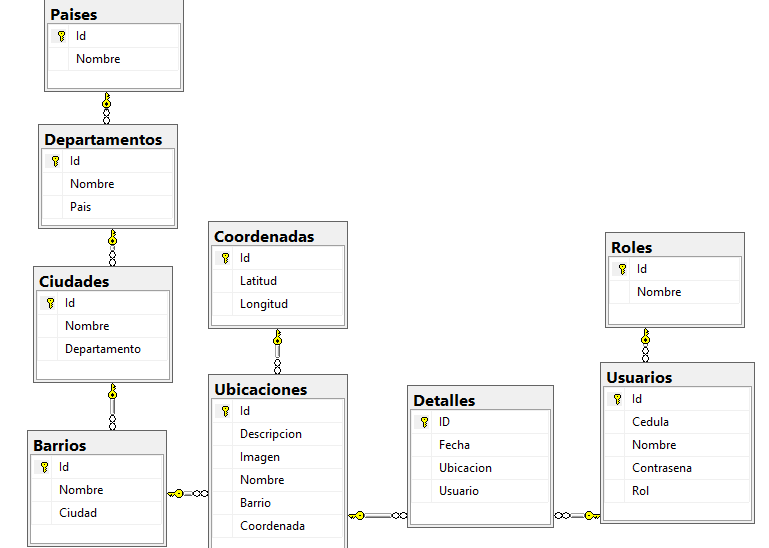 Paises
Id
Nombre
Departamentos
Id
Nombre
Pais
Ciudades
Id
Nombre
Departamento
Barrios
Id
Nombre
Ciudad
Coordenadas
Id
Latitud
Longitud
Ubicaciones
Id
Descripcion
Imagen
Nombre
Barrio
Coordenada
Detalles
ID
Fecha
Ubicacion
Usuario
Roles
Id
Nombre
Usuarios
Id
Cedula
Nombre
Contrasena
Rol